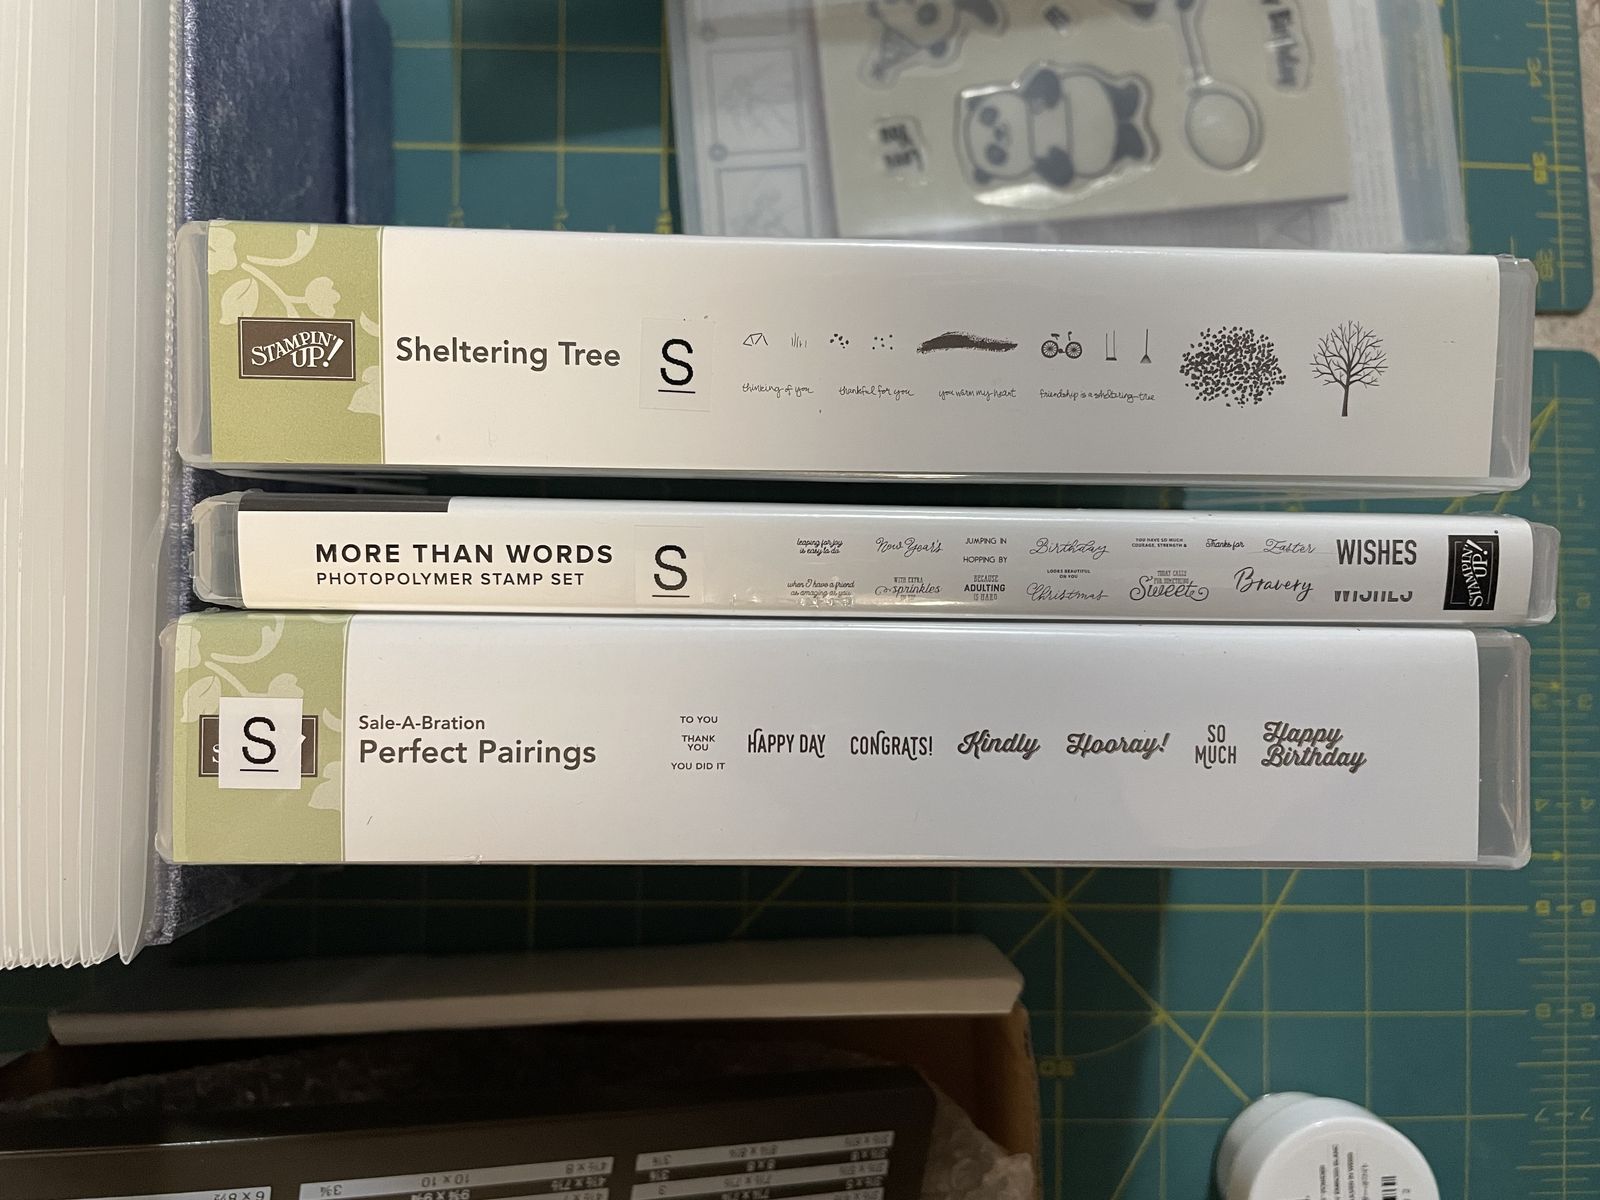 STAMPIN' UP!
Sheltering Tree
S
thinking of you
thankful for you
you warm my heart
friendship is a sheltering tree
MORE THAN WORDS
PHOTOPOLYMER STAMP SET
S
leaping for joy
is easy to do
New Year's
JUMPING IN
HOPPING BY
Birthday
YOU HAVE SO MUCH
COURAGE, STRENGTH &
Thanks for
Easter
WISHES
when I have a friend
as amazing as you
WITH EXTRA
sprinkles
BECAUSE
ADULTING
IS HARD
LOOKS BEAUTIFUL
ON YOU
Christmas
TODAY CALLS
FOR SOMETHING
Sweet
Bravery
WISHES
STAMPIN' UP!
S
Sale-A-Bration
Perfect Pairings
TO YOU
THANK
YOU
YOU DID IT
HAPPY DAY
CONGRATS!
Kindly
Hooray!
SO
MUCH
Happy
Birthday
10 x 10